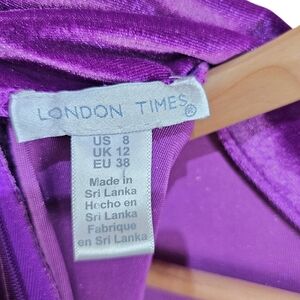 LONDON TIMES®
US 8
UK 12
EU 38
Made in
Sri Lanka
Hecho en
Sri Lanka
Fabrique
en Sri Lanka